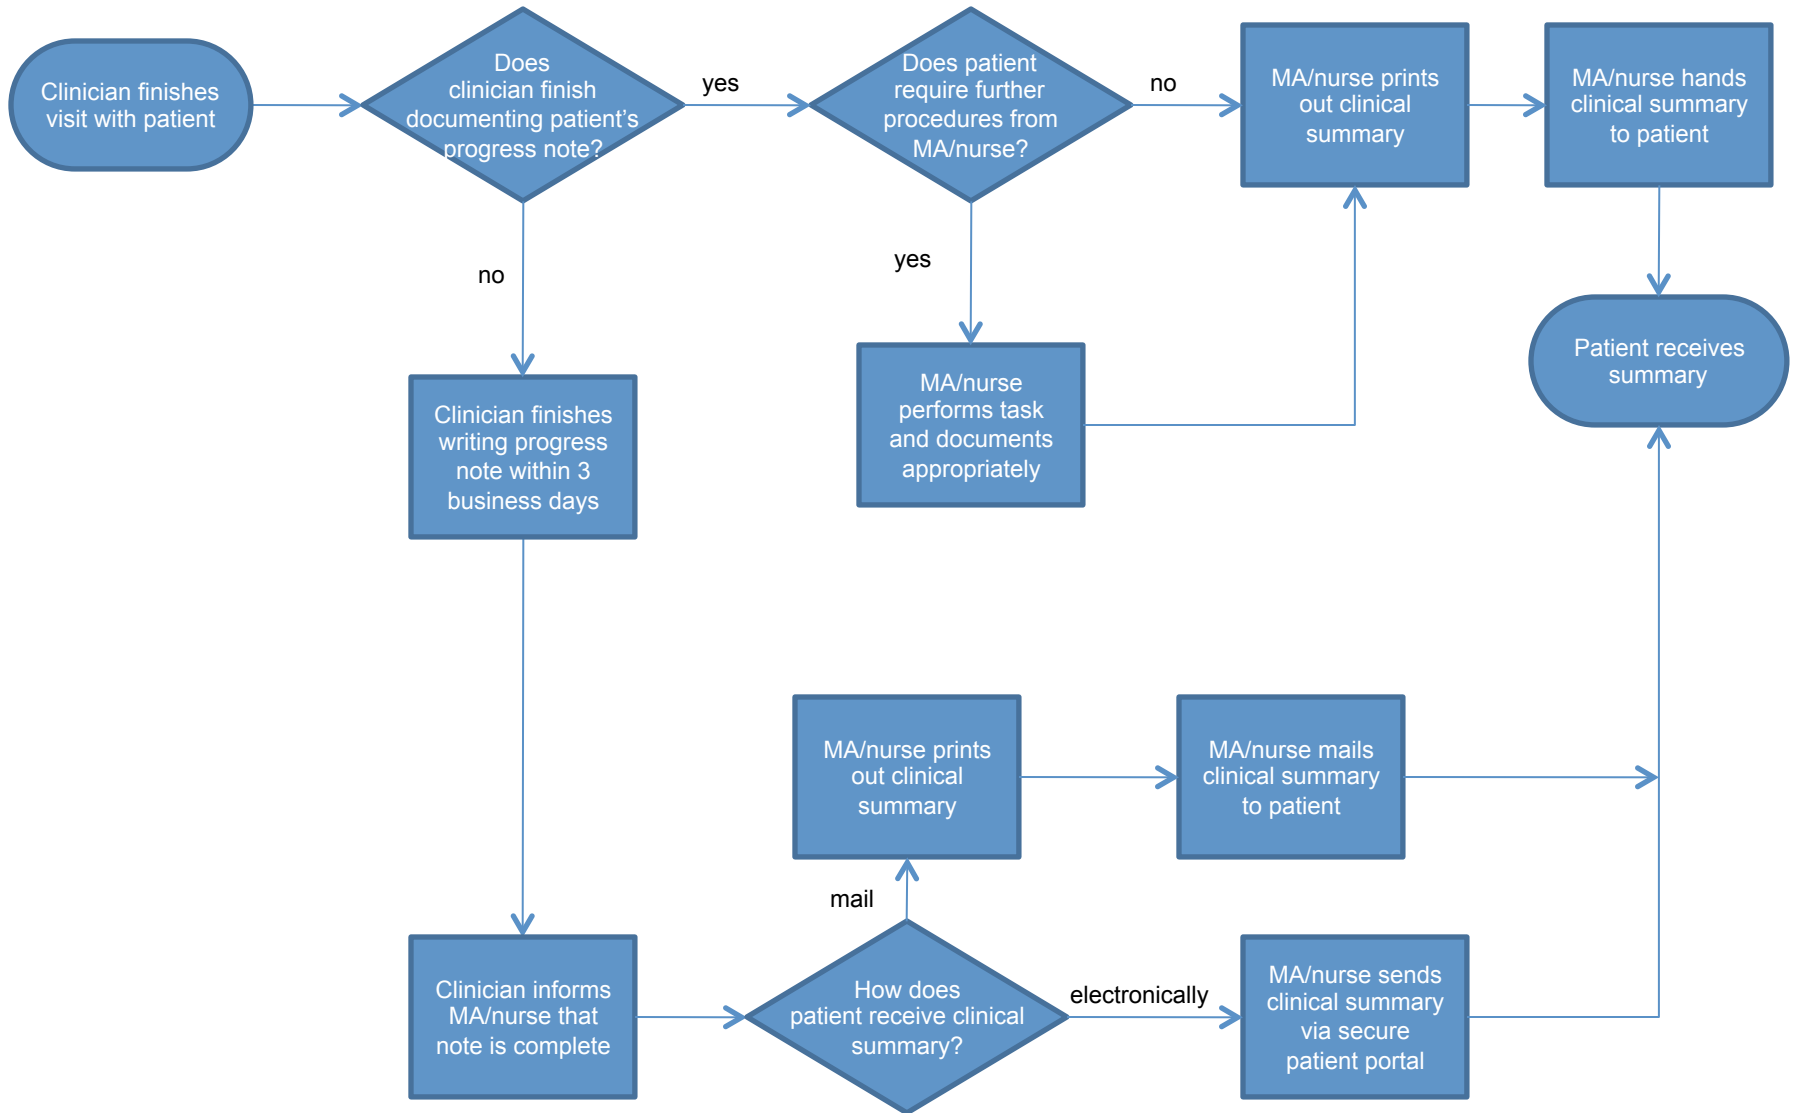 Clinician finishes
visit with patient
Does
clinician finish
documenting patient’s
progress note?
yes
Does patient
require further
procedures from
MA/nurse?
no
MA/nurse prints
out clinical
summary
MA/nurse hands
clinical summary
to patient
no
yes
Patient receives
summary
MA/nurse
performs task
and documents
appropriately
Clinician finishes
writing progress
note within 3
business days
MA/nurse prints
out clinical
summary
MA/nurse mails
clinical summary
to patient
mail
Clinician informs
MA/nurse that
note is complete
How does
patient receive clinical
summary?
electronically
MA/nurse sends
clinical summary
via secure
patient portal